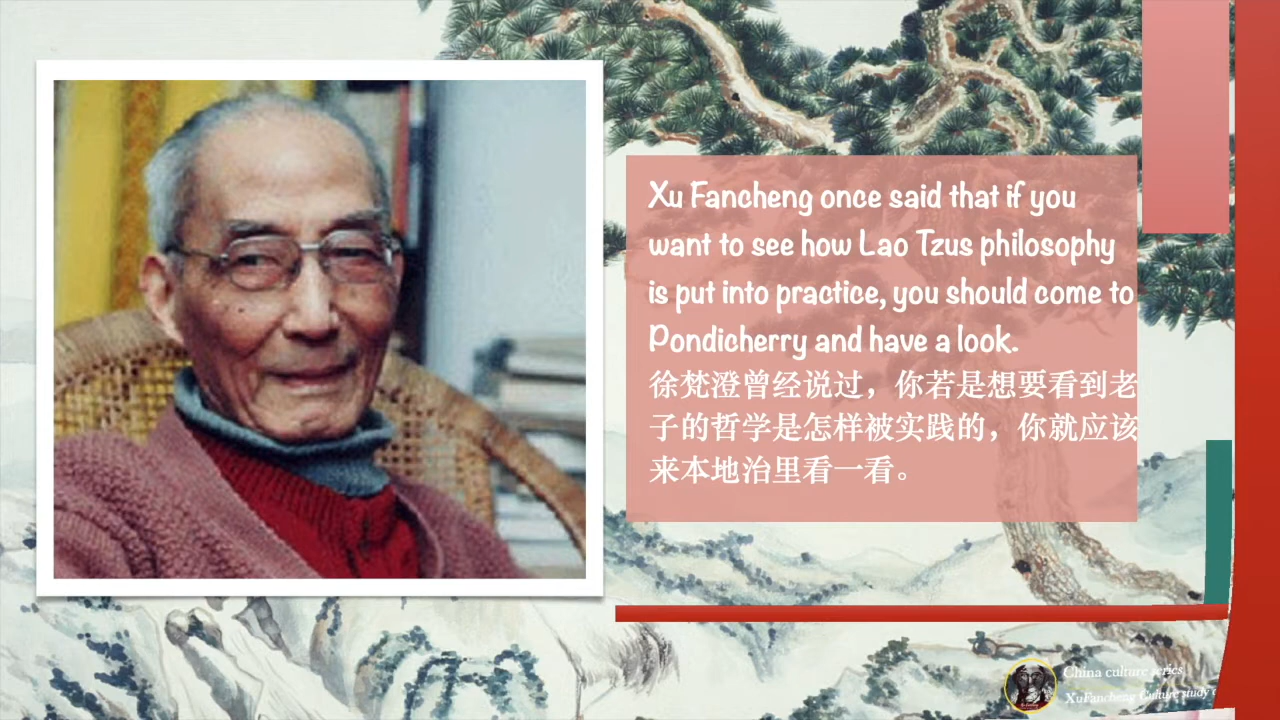 Xu Fancheng once said that if you
want to see how Lao Tzus philosophy
is put into practice, you should come to
Pondicherry and have a look.
徐梵澄曾经说过，你若是想要看到老
子的哲学是怎样被实践的，你就应该
来本地治里看一看。
China culture series
XuFancheng Culture study